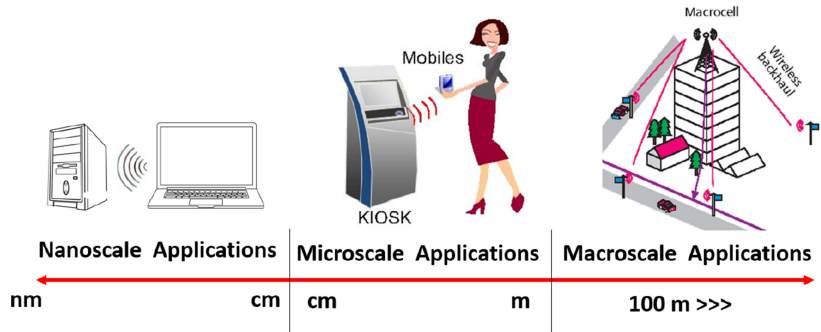 Macrocell
Mobiles
Wireless
backhaul
KIOSK
Nanoscale Applications
Microscale Applications
Macroscale Applications
nm
cm
cm
m
100 m >>>